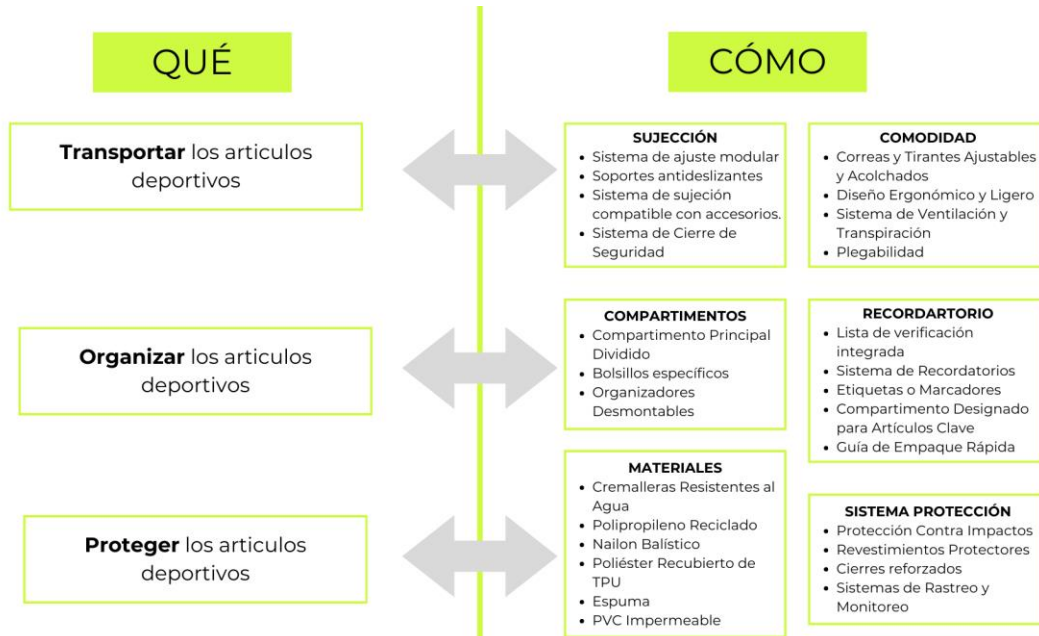 QUÉ
CÓMO
Transportar los articulos
deportivos
SUJECCIÓN
• Sistema de ajuste modular
• Soportes antideslizantes
• Sistema de sujeción
compatible con accesorios.
• Sistema de Cierre de
Seguridad
COMODIDAD
• Correas y Tirantes Ajustables
y Acolchados
• Diseño Ergonómico y Ligero
• Sistema de Ventilación y
Transpiración
• Plegabilidad
Organizar los articulos
deportivos
COMPARTIMENTOS
• Compartimento Principal
Dividido
• Bolsillos específicos
• Organizadores
Desmontables
RECORDARTORIO
• Lista de verificación
integrada
• Sistema de Recordatorios
• Etiquetas o Marcadores
• Compartimento Designado
para Artículos Clave
• Guía de Empaque Rápida
Proteger los articulos
deportivos
MATERIALES
• Cremalleras Resistentes al
Agua
• Polipropileno Reciclado
• Nailon Balístico
• Poliéster Recubierto de
TPU
• Espuma
• PVC Impermeable
SISTEMA PROTECCIÓN
• Protección Contra Impactos
• Revestimientos Protectores
• Cierres reforzados
• Sistemas de Rastreo y
Monitoreo